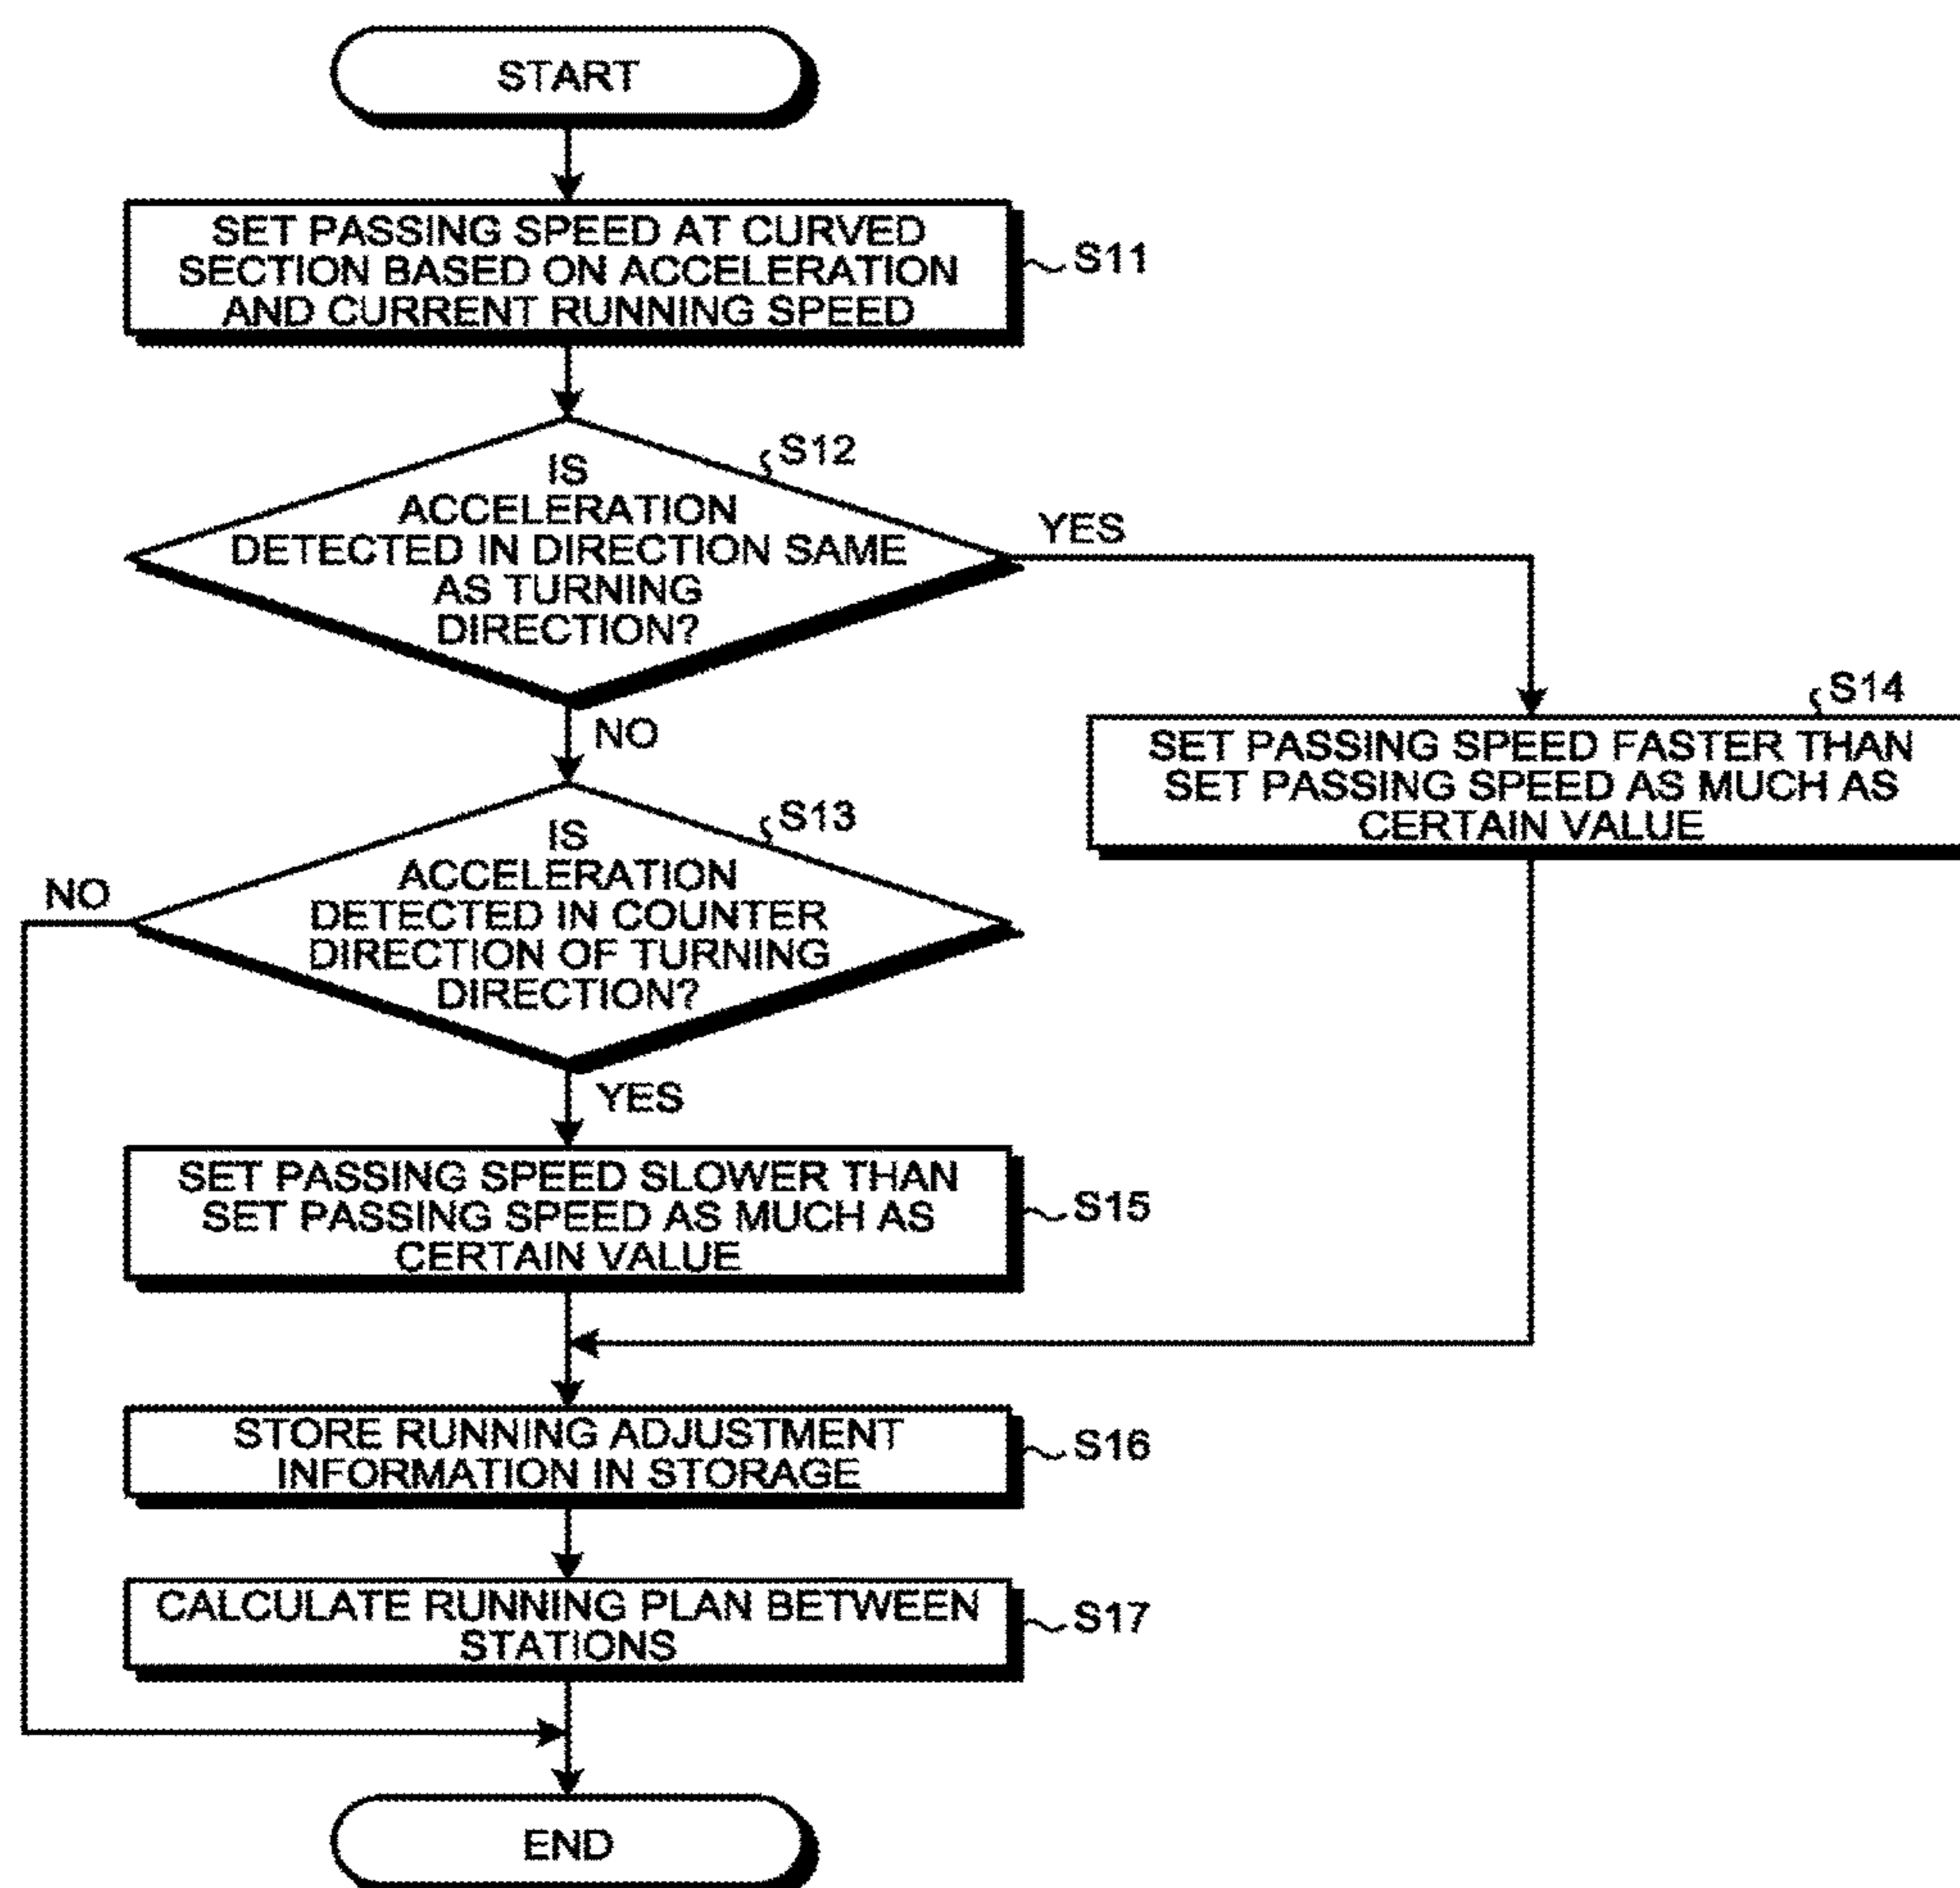 START
SET PASSING SPEED AT CURVED
SECTION BASED ON ACCELERATION
AND CURRENT RUNNING SPEED
S11
S12
IS
ACCELERATION
DETECTED IN DIRECTION SAME
AS TURNING
DIRECTION?
YES
NO
S14
SET PASSING SPEED FASTER THAN
SET PASSING SPEED AS MUCH AS
CERTAIN VALUE
S13
IS
ACCELERATION
DETECTED IN COUNTER
DIRECTION OF TURNING
DIRECTION?
NO
YES
SET PASSING SPEED SLOWER THAN
SET PASSING SPEED AS MUCH AS
CERTAIN VALUE
S15
STORE RUNNING ADJUSTMENT
INFORMATION IN STORAGE
S16
CALCULATE RUNNING PLAN BETWEEN
STATIONS
S17
END